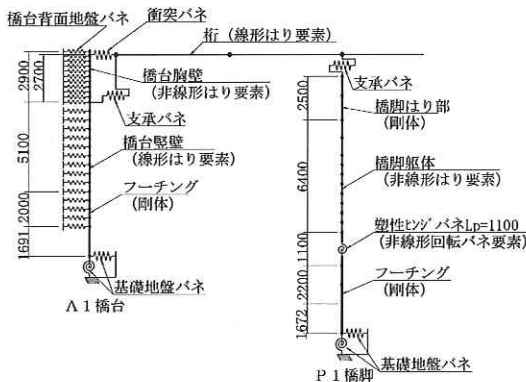 橋台背面地盤バネ
衝突バネ
桁(線形はり要素)
橋台胸壁
(非線形はり要素)
支承バネ
橋台竪壁
(線形はり要素)
フーチング
(剛体)
基礎地盤バネ
A1橋台
2900
2700
5100
2000
1691
支承バネ
橋脚はり部
(剛体)
橋脚躯体
(非線形はり要素)
塑性ヒンジバネLp=1100
(非線形回転バネ要素)
フーチング
(剛体)
基礎地盤バネ
P1橋脚
2500
6400
1100
2200
1672